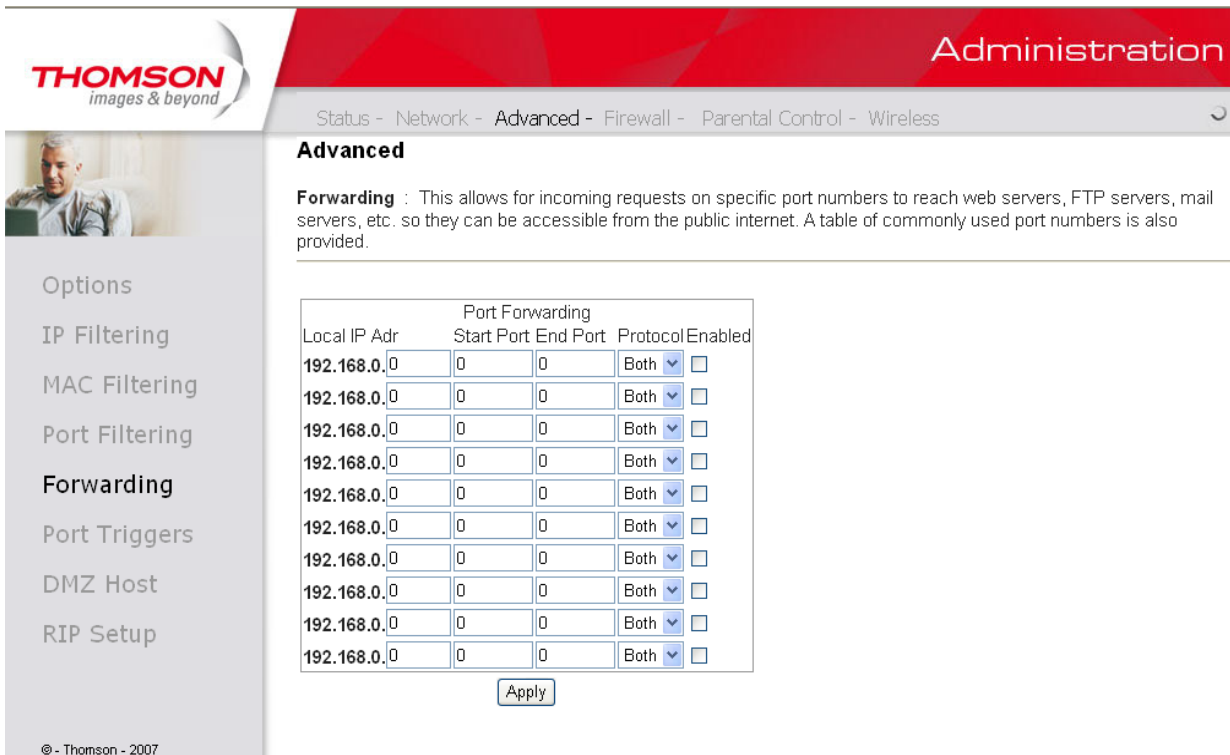 THOMSON
images & beyond
Administration
Status - Network - Advanced - Firewall - Parental Control - Wireless
Advanced
Forwarding : This allows for incoming requests on specific port numbers to reach web servers, FTP servers, mail
servers, etc. so they can be accessible from the public internet. A table of commonly used port numbers is also
provided.
Options
IP Filtering
MAC Filtering
Port Filtering
Forwarding
Port Triggers
DMZ Host
RIP Setup
Port Forwarding
Local IP Adr Start Port End Port Protocol Enabled
192.168.0. 0 0 0 Both
192.168.0. 0 0 0 Both
192.168.0. 0 0 0 Both
192.168.0. 0 0 0 Both
192.168.0. 0 0 0 Both
192.168.0. 0 0 0 Both
192.168.0. 0 0 0 Both
192.168.0. 0 0 0 Both
192.168.0. 0 0 0 Both
192.168.0. 0 0 0 Both
Apply
© - Thomson - 2007